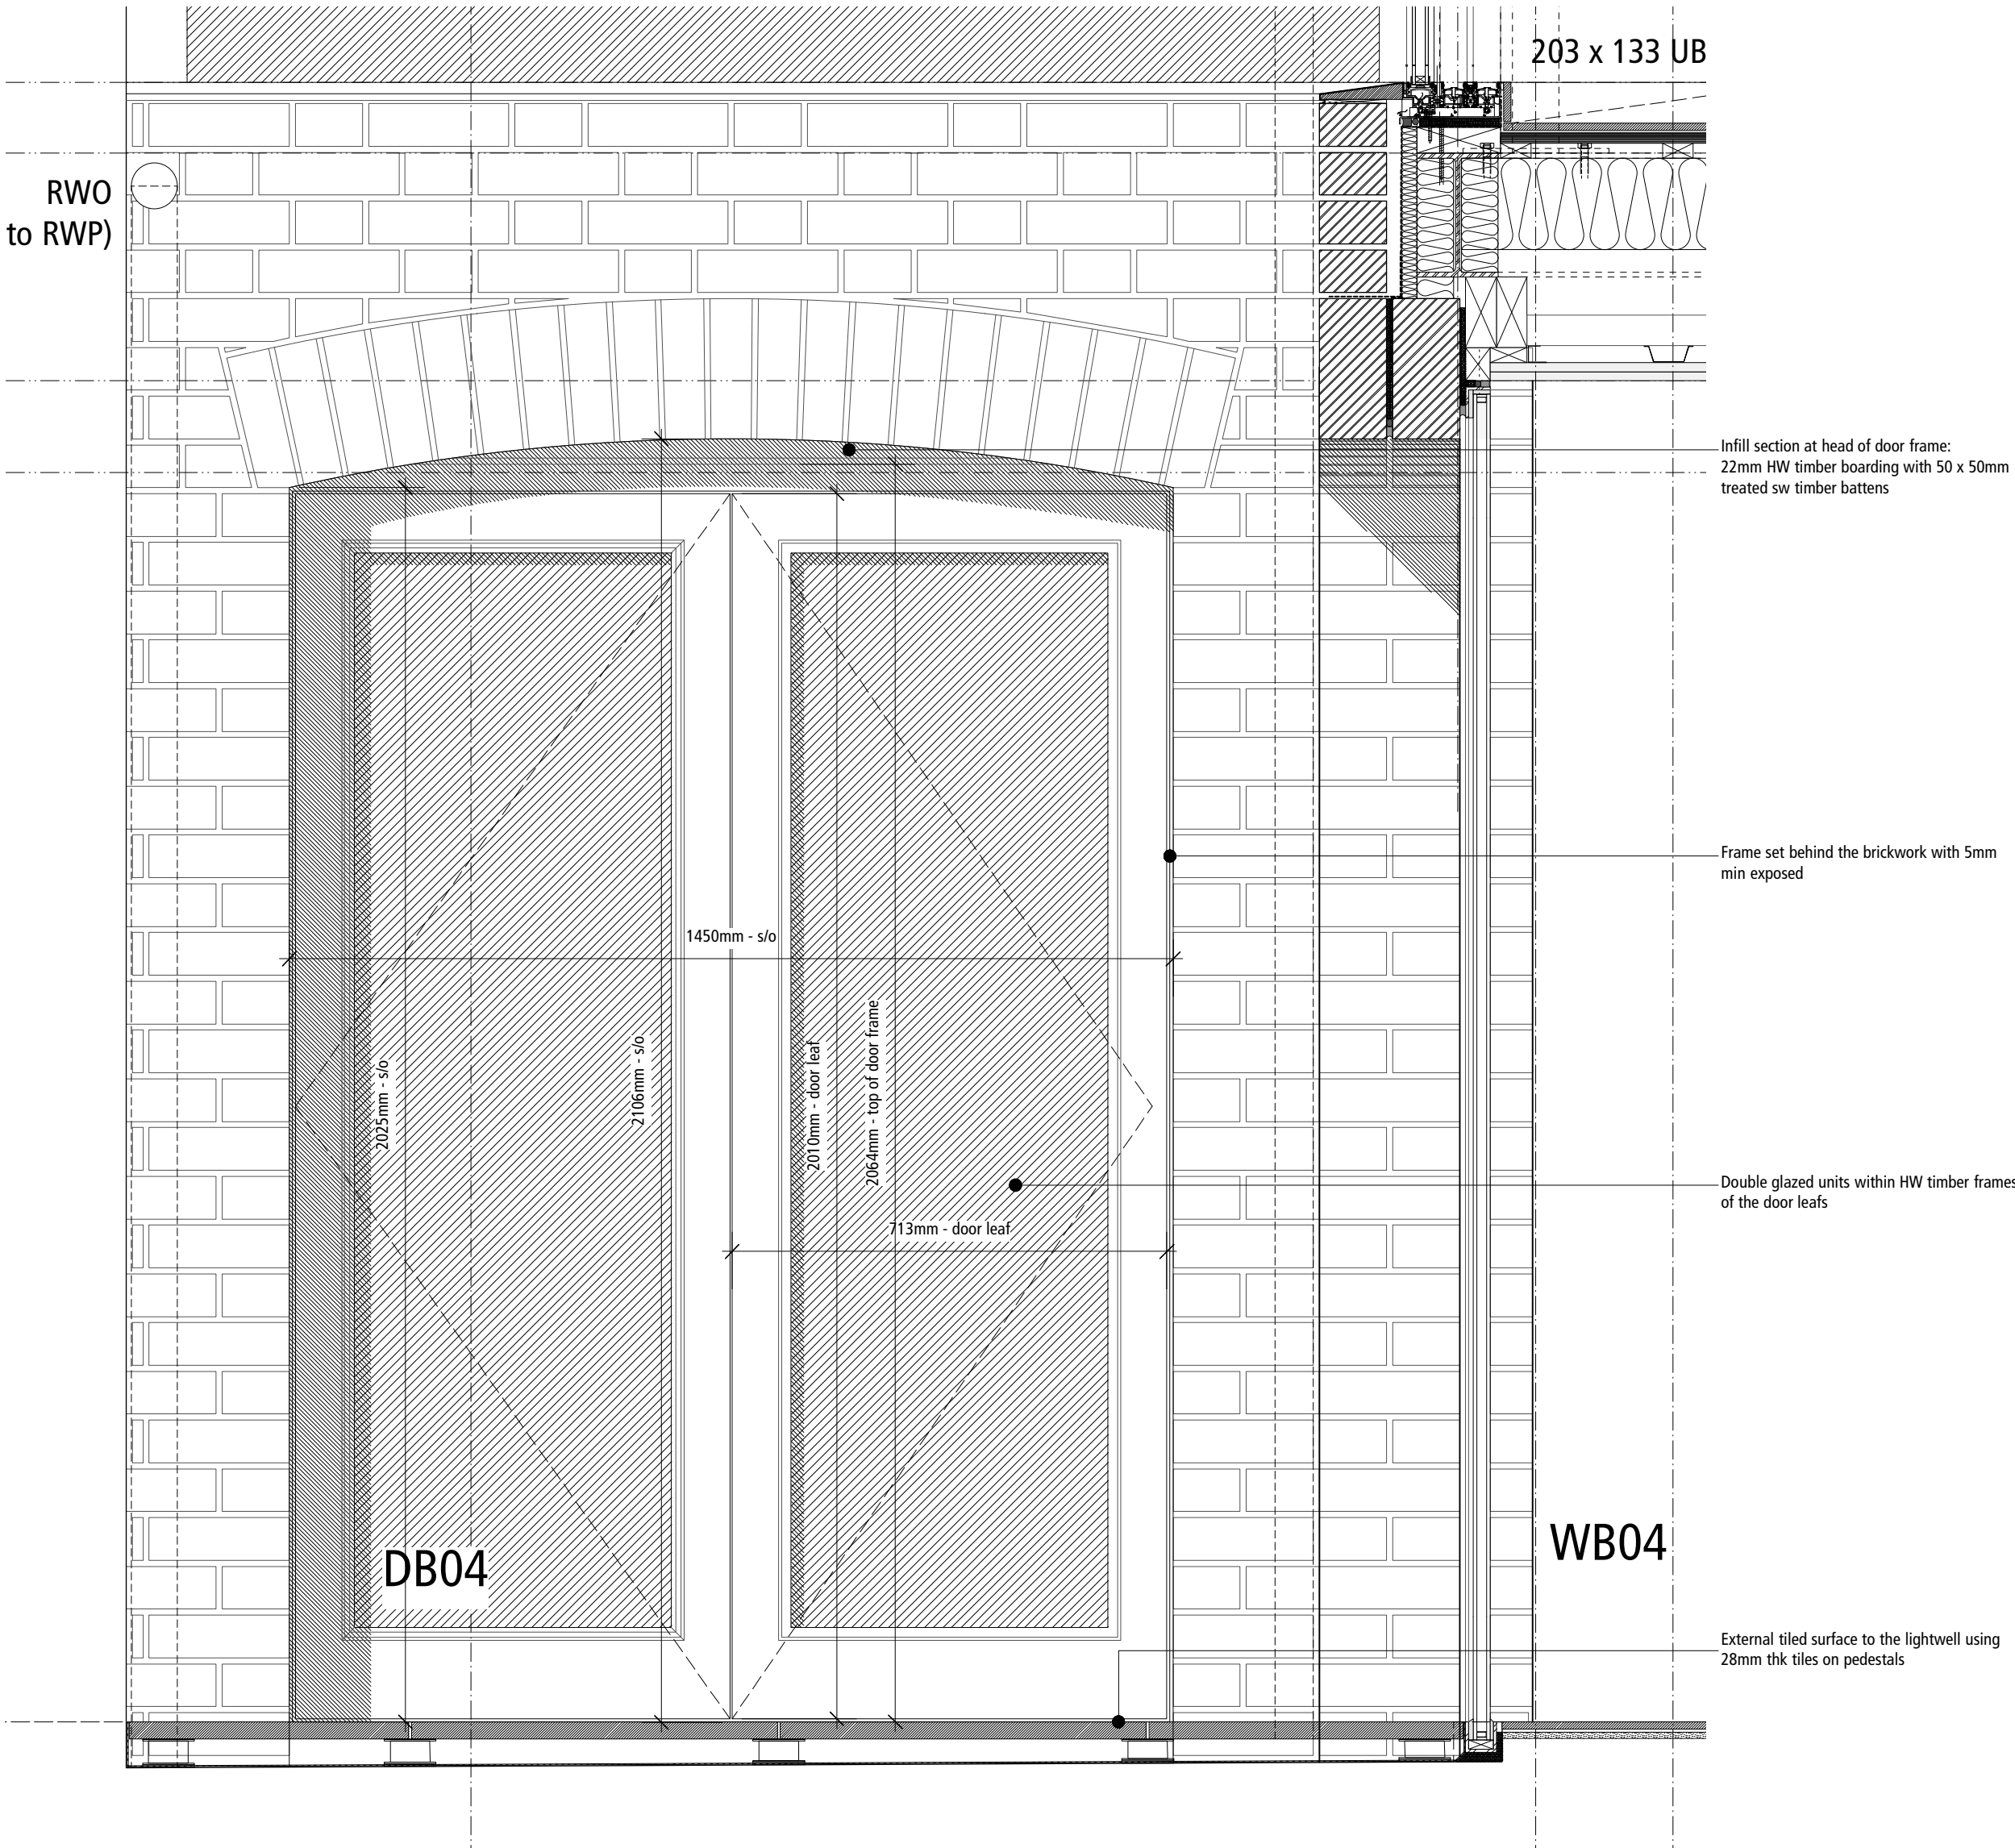 203 x 133 UB
RWO
to RWP)
Infill section at head of door frame:
22mm HW timber boarding with 50 x 50mm
treated sw timber battens
Frame set behind the brickwork with 5mm
min exposed
1450mm - s/o
2025mm - s/o
2106mm - s/o
2010mm - door leaf
2064mm - top of door frame
Double glazed units within HW timber frames
of the door leafs
713mm - door leaf
DB04
WB04
External tiled surface to the lightwell using
28mm thk tiles on pedestals